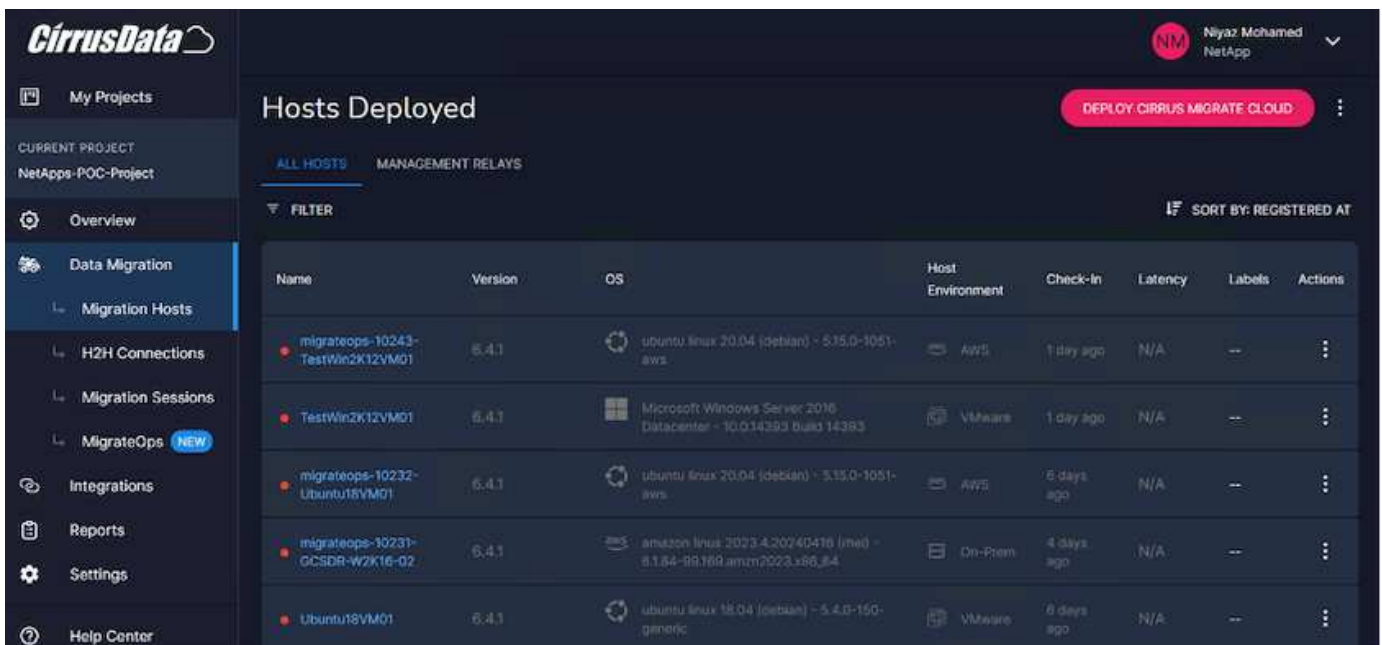 CirrusData
Niyaz Mohamed
NM
NetApp
My Projects
Hosts Deployed
DEPLOY CIRRUS MIGRATE CLOUD
CURRENT PROJECT
NetApps-POC-Project
ALL HOSTS
MANAGEMENT RELAYS
FILTER
SORT BY: REGISTERED AT
Overview
Data Migration
Migration Hosts
H2H Connections
Migration Sessions
MigrateOps NEW
Integrations
Reports
Settings
Help Center
Name Version OS Host Environment Check-In Latency Labels Actions
migrateops-10243-
TestWin2K12VM01
6.4.1
ubuntu linux 20.04 (debian) - 5.15.0-1051-
aws
AWS
1 day ago
N/A
--
TestWin2K12VM01
6.4.1
Microsoft Windows Server 2016
Datacenter - 10.0.14393 Build 14393
VMware
1 day ago
N/A
--
migrateops-10232-
Ubuntu18VM01
6.4.1
ubuntu linux 20.04 (debian) - 5.15.0-1051-
aws
AWS
6 days
ago
N/A
--
migrateops-10231-
GCSDR-W2K16-02
6.4.1
aws
amazon linux 2023.4.20240416 (rhel) -
6.1.84-99.169.amzn2023.x86_64
On-Prem
4 days
ago
N/A
--
Ubuntu18VM01
6.4.1
ubuntu linux 18.04 (debian) - 5.4.0-150-
generic
VMware
6 days
ago
N/A
--